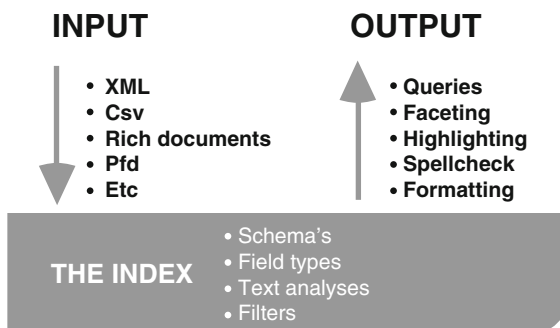 INPUT
• XML
• Csv
• Rich documents
• Pfd
• Etc
OUTPUT
• Queries
• Faceting
• Highlighting
• Spellcheck
• Formatting
THE INDEX
• Schema's
• Field types
• Text analyses
• Filters